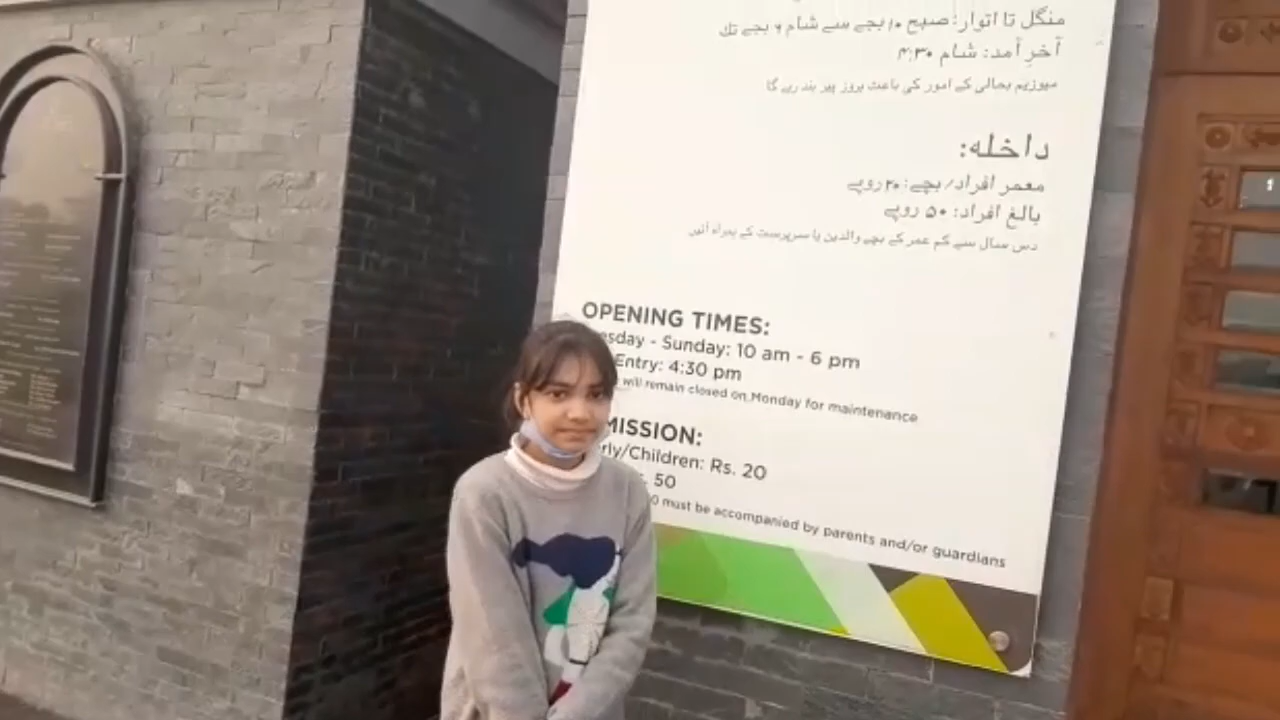 منگل تا اتوار: صبح ۱۰ بجے سے شام ۶ بجے تک
آخرِ آمد: شام ۴:۳۰
میوزیم بحالی کے امور کی باعث بروز پیر بند رہے گا
داخلہ:
معمر افراد/بچے: ۲۰ روپے
بالغ افراد: ۵۰ روپے
دس سال سے کم عمر کے بچے والدین یا سرپرست کے ہمراہ آئیں
OPENING TIMES:
esday - Sunday: 10 am - 6 pm
Entry: 4:30 pm
will remain closed on Monday for maintenance
MISSION:
rly/Children: Rs. 20
. 50
0 must be accompanied by parents and/or guardians